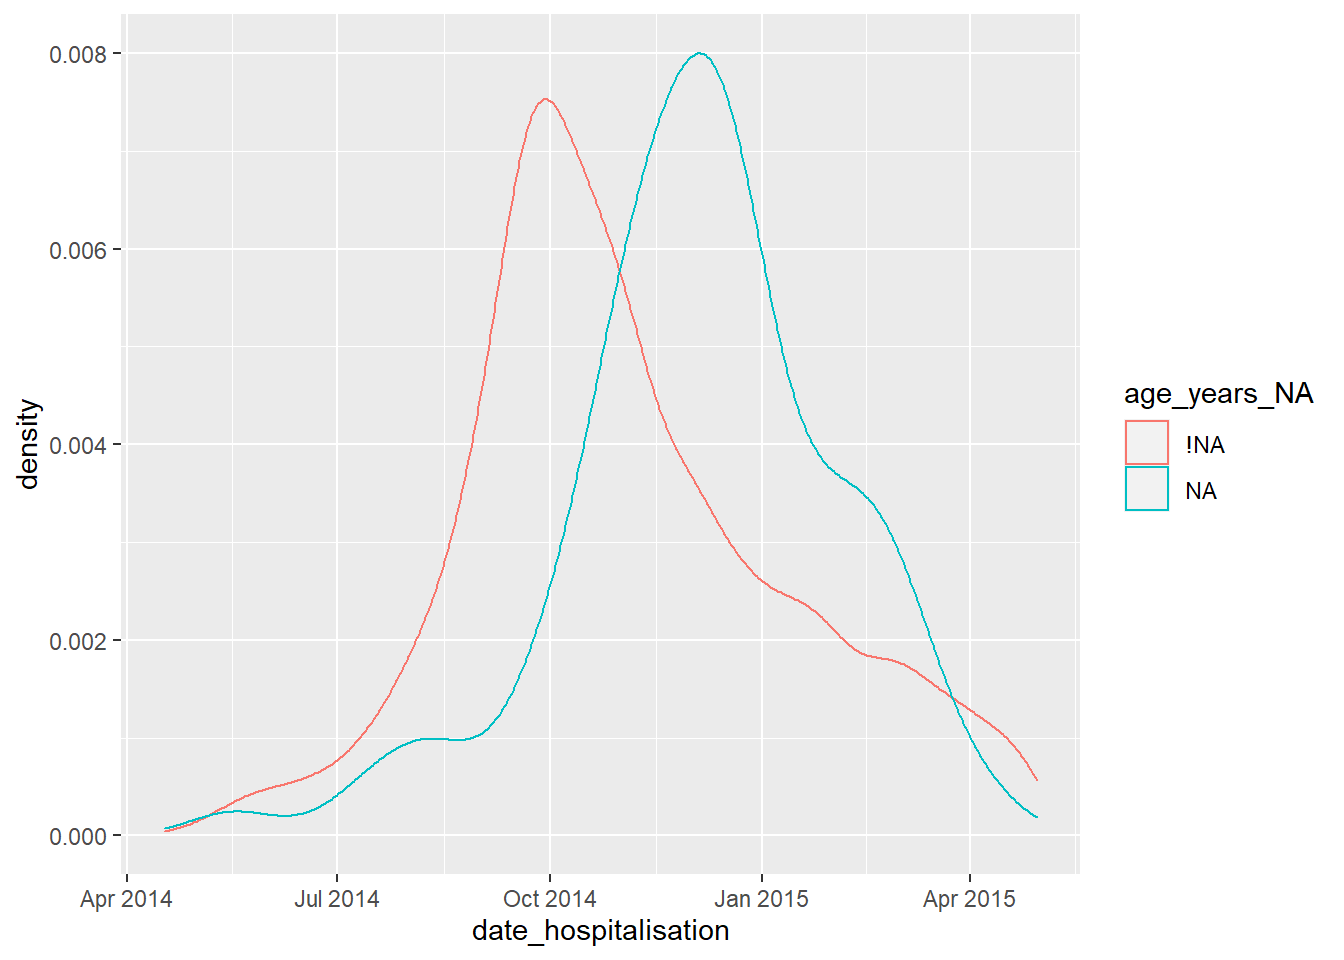 0.008
0.006
0.004
0.002
0.000
density
Apr 2014
Jul 2014
Oct 2014
Jan 2015
Apr 2015
date_hospitalisation
age_years_NA
!NA
NA